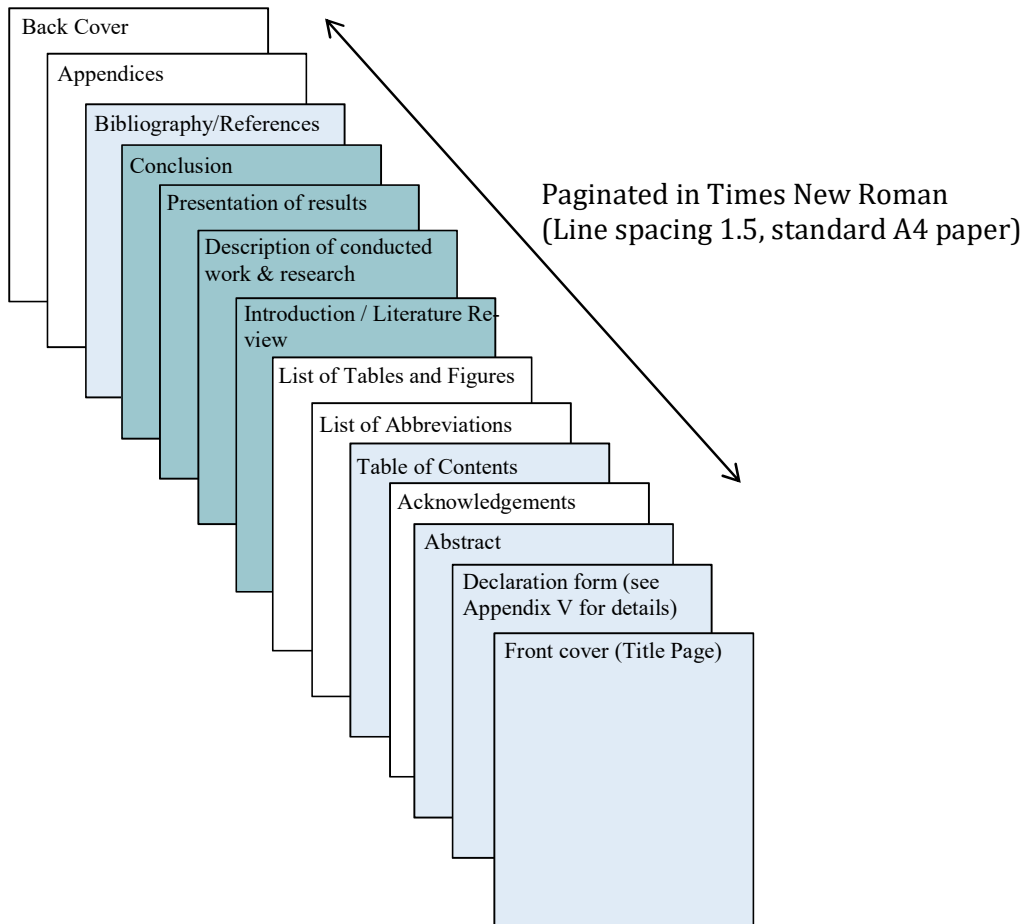 Back Cover
Appendices
Bibliography/References
Conclusion
Presentation of results
Description of conducted
work & research
Introduction / Literature Re-
view
List of Tables and Figures
List of Abbreviations
Table of Contents
Acknowledgements
Abstract
Declaration form (see
Appendix V for details)
Front cover (Title Page)
Paginated in Times New Roman
(Line spacing 1.5, standard A4 paper)